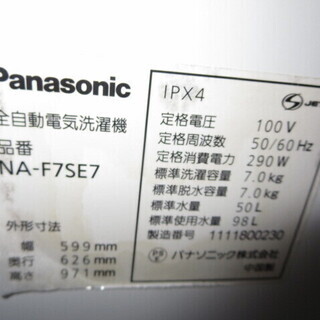 Panasonic
全自動電気洗濯機
品番
NA-F7SE7
外形寸法
幅 599mm
奥行 626mm
高さ 971mm
IPX4
定格電圧 100V
定格周波数 50/60Hz
定格消費電力 290W
標準洗濯容量 7.0kg
標準脱水容量 7.0kg
標準水量 50L
標準使用水量 98L
製造番号 1111800230
パナソニック株式会社
中国製